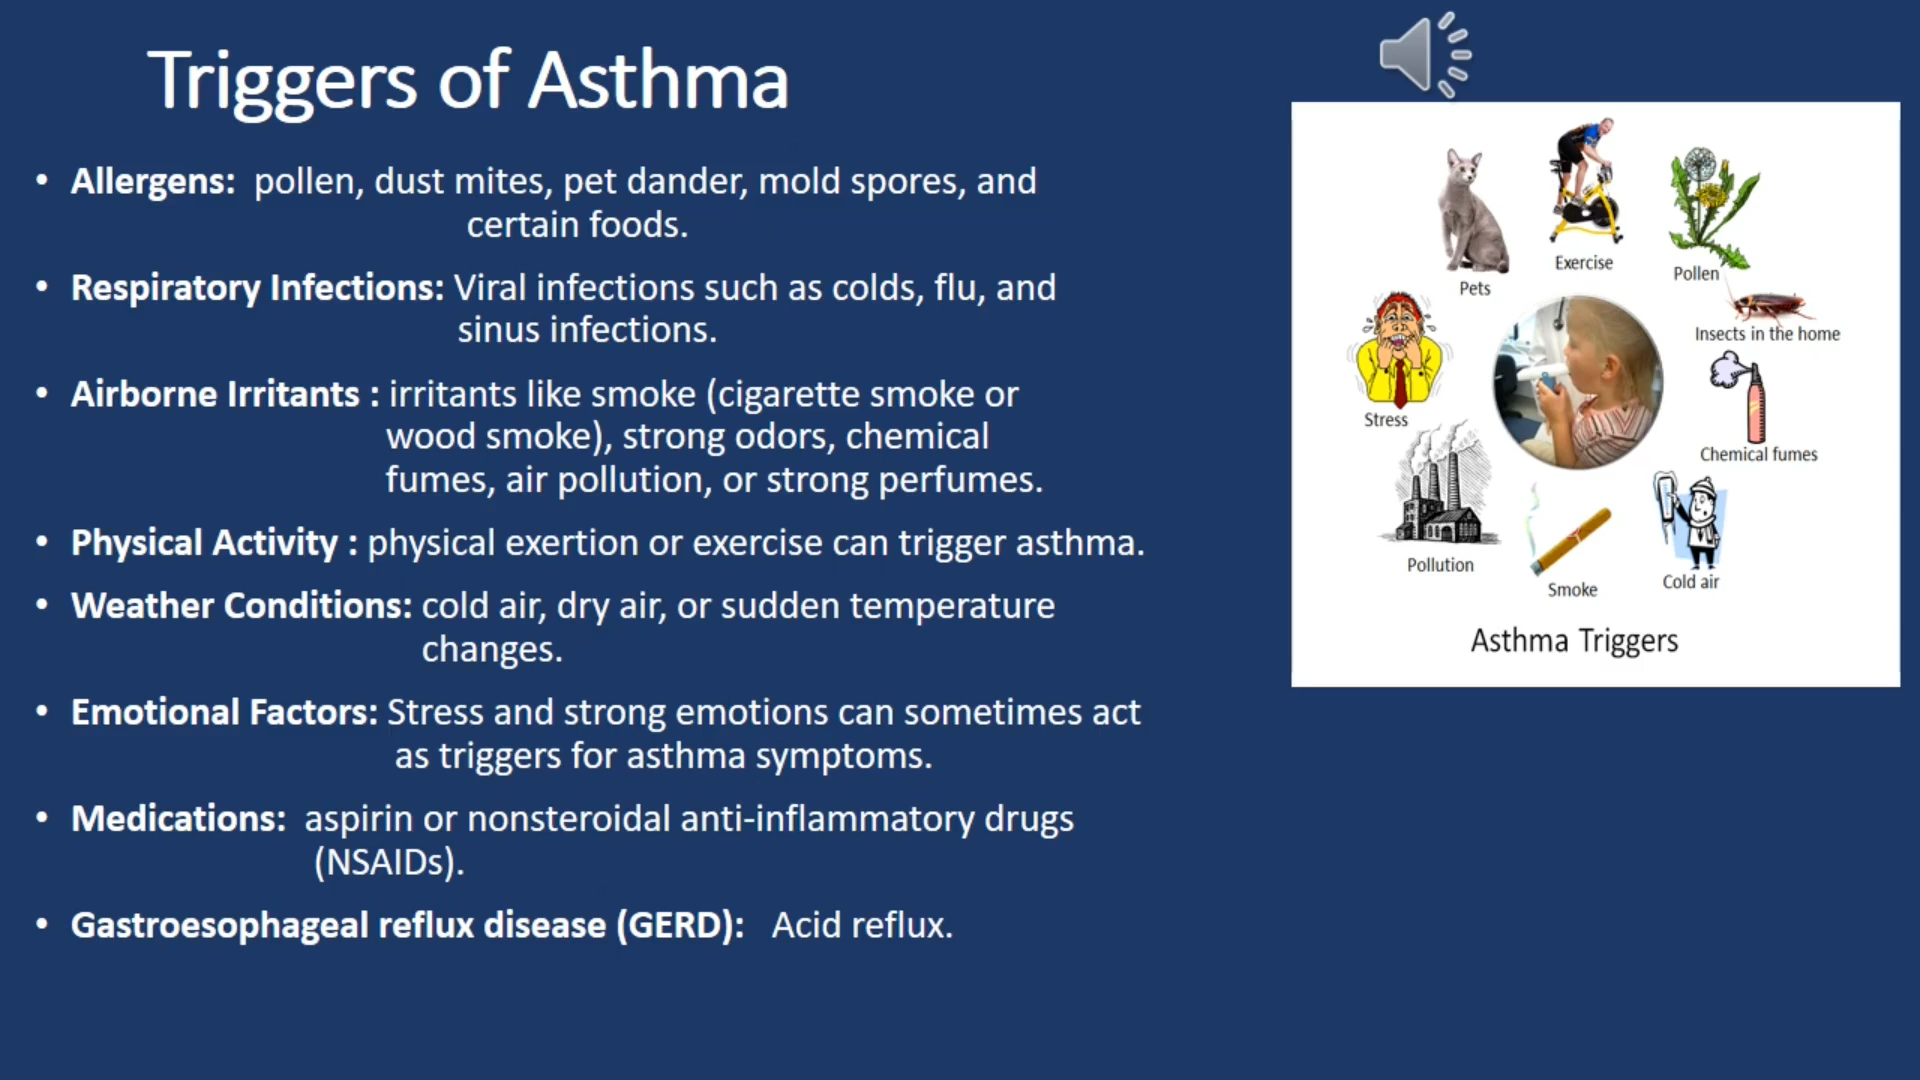 Triggers of Asthma
• Allergens: pollen, dust mites, pet dander, mold spores, and
certain foods.
• Respiratory Infections: Viral infections such as colds, flu, and
sinus infections.
• Airborne Irritants : irritants like smoke (cigarette smoke or
wood smoke), strong odors, chemical
fumes, air pollution, or strong perfumes.
• Physical Activity : physical exertion or exercise can trigger asthma.
• Weather Conditions: cold air, dry air, or sudden temperature
changes.
• Emotional Factors: Stress and strong emotions can sometimes act
as triggers for asthma symptoms.
• Medications: aspirin or nonsteroidal anti-inflammatory drugs
(NSAIDs).
• Gastroesophageal reflux disease (GERD): Acid reflux.
Exercise
Pollen
Pets
Insects in the home
Stress
Chemical fumes
Pollution
Cold air
Smoke
Asthma Triggers